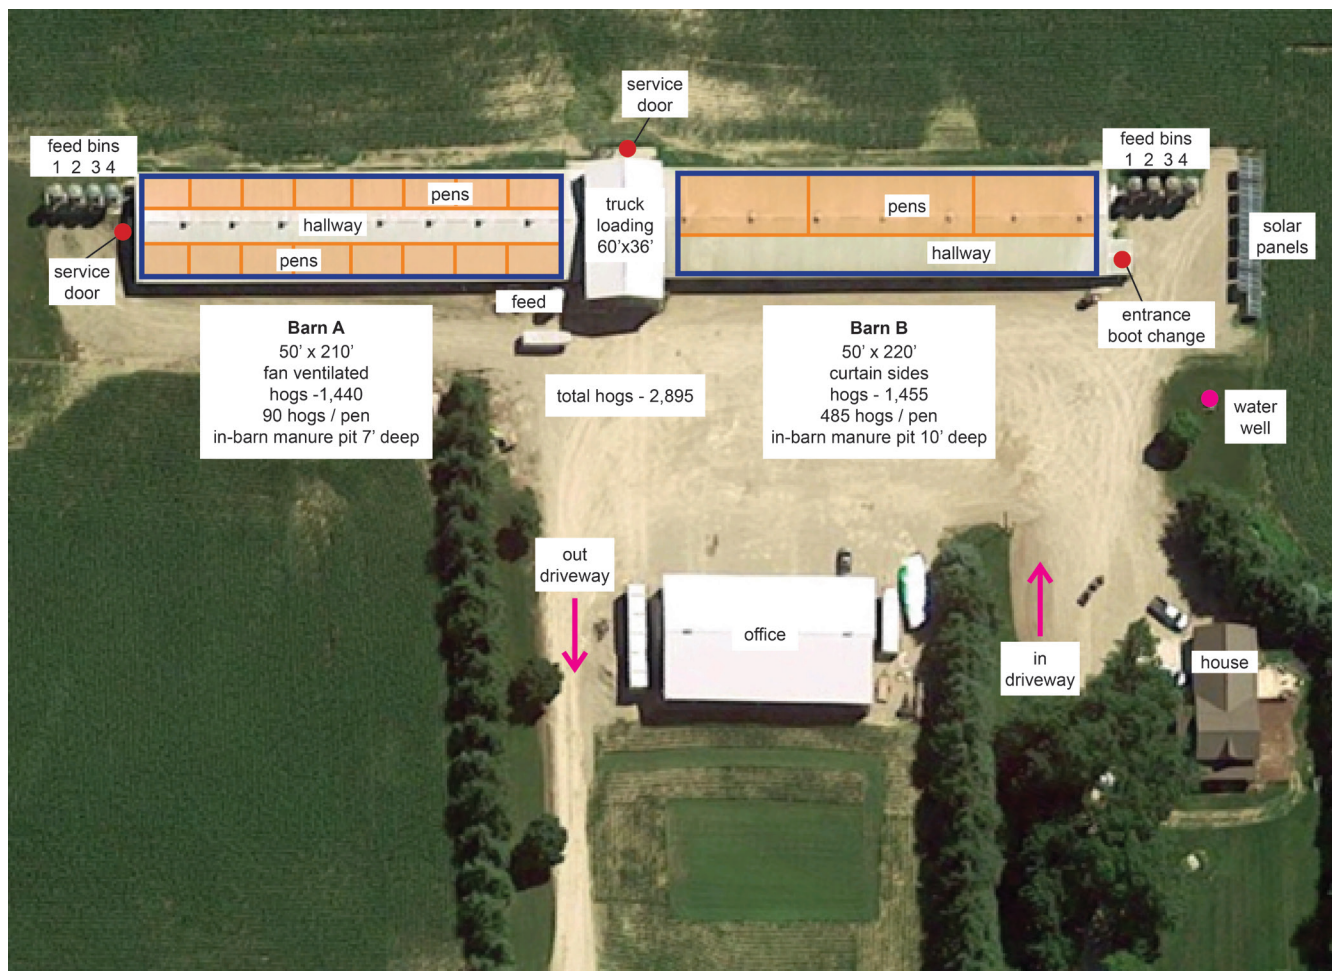 service
door
feed bins
1 2 3 4
feed bins
1 2 3 4
pens
hallway
pens
truck
loading
60’x36’
pens
hallway
solar
panels
service
door
feed
entrance
boot change
Barn A
50’ x 210’
fan ventilated
hogs -1,440
90 hogs / pen
in-barn manure pit 7’ deep
total hogs - 2,895
Barn B
50’ x 220’
curtain sides
hogs - 1,455
485 hogs / pen
in-barn manure pit 10’ deep
water
well
out
driveway
office
in
driveway
house